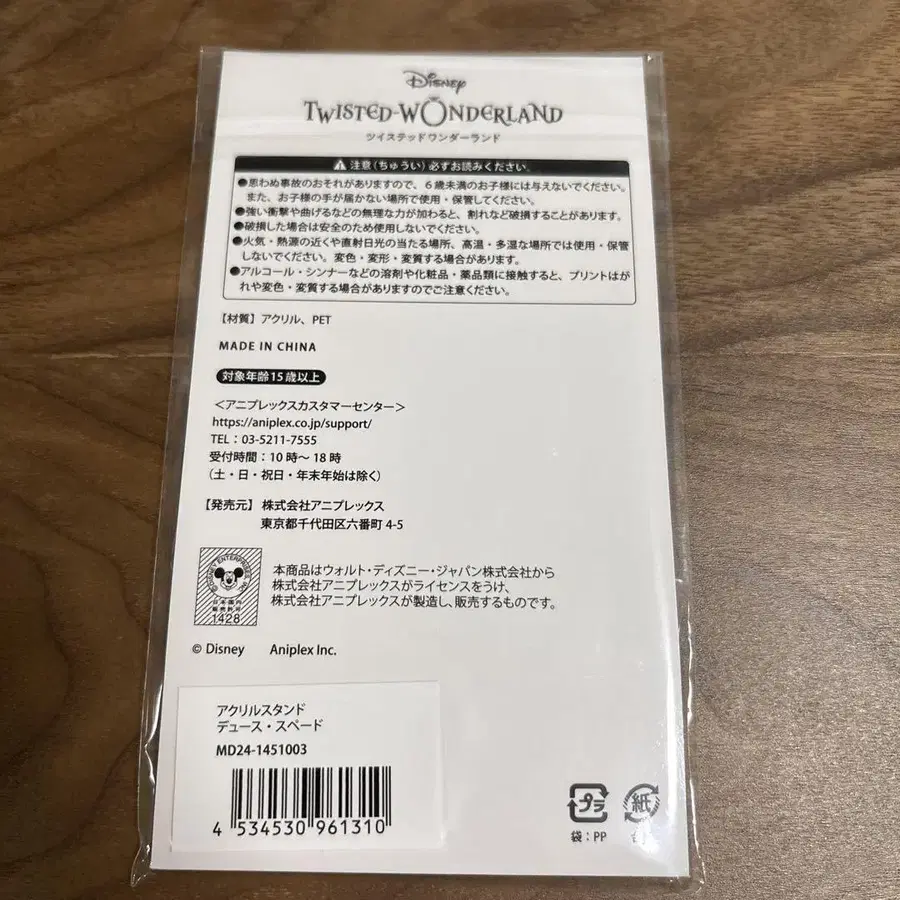 Disney
TWISTED-WONDERLAND
ツイステッドワンダーランド
注意(ちゅうい)必ずお読みください。
●思わぬ事故のおそれがありますので、６歳未満のお子様には与えないでください。
また、お子様の手が届かない場所で使用・保管してください。
●強い衝撃や曲げるなどの無理な力が加わると、割れなど破損することがあります。
●破損した場合は安全のため使用しないでください。
●火気・熱源の近くや直射日光の当たる場所、高温・多湿な場所では使用・保管
しないでください。変色・変形・変質する場合があります。
●アルコール・シンナーなどの溶剤や化粧品・薬品類に接触すると、プリントはが
れや変色・変質する場合がありますのでご注意ください。
【材質】アクリル、PET
MADE IN CHINA
対象年齢15歳以上
＜アニプレックスカスタマーセンター＞
https://aniplex.co.jp/support/
TEL：03-5211-7555
受付時間：10時～18時
（土・日・祝日・年末年始は除く）
【発売元】株式会社アニプレックス
東京都千代田区六番町 4-5
本商品はウォルト・ディズニー・ジャパン株式会社から
株式会社アニプレックスがライセンスをうけ、
株式会社アニプレックスが製造し、販売するものです。
DISNEY ENTERPRISES, INC.
日本国内
販売許諾
1428
© Disney Aniplex Inc.
アクリルスタンド
デュース・スペード
MD24-1451003
4 534530 961310
プラ
袋：PP
紙